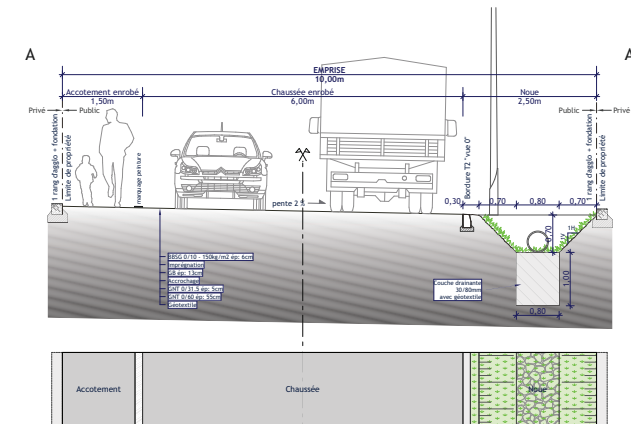 A
A
EMPRISE
10,00m
Accotement enrobé
1,50m
Chaussée enrobé
6,00m
Noue
2,50m
Privé
Public
Public
Privé
1 rang d'agglo + fondation
Limite de propriété
marquage peinture
Bordure T2 "vue 0"
1 rang d'agglo + fondation
Limite de propriété
pente 2
0,30
0,70
0,80
0,70
0,70
1H
1V
1,00
0,80
BBSG 0/10 - 150kg/m2 ép: 6cm
Imprégnation
GB ép: 13cm
Accrochage
GNT 0/31.5 ép: 5cm
GNT 0/60 ép: 55cm
Géotextile
Couche drainante
30/80mm
avec géotextile
Accotement
Chaussée
Noue